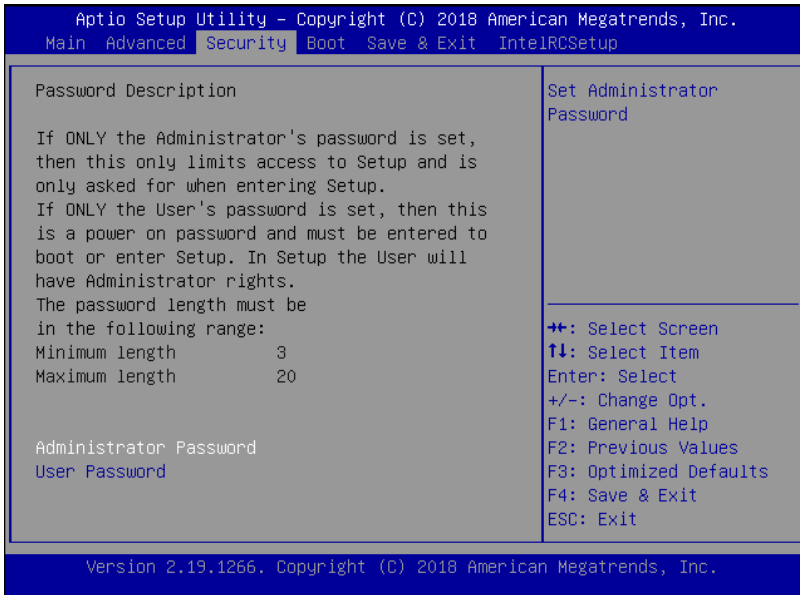 Aptio Setup Utility – Copyright (C) 2018 American Megatrends, Inc.
Main Advanced Security Boot Save & Exit IntelRCSetup
Password Description
If ONLY the Administrator's password is set,
then this only limits access to Setup and is
only asked for when entering Setup.
If ONLY the User's password is set, then this
is a power on password and must be entered to
boot or enter Setup. In Setup the User will
have Administrator rights.
The password length must be
in the following range:
Minimum length 3
Maximum length 20
Administrator Password
User Password
Set Administrator
Password
→←: Select Screen
↑↓: Select Item
Enter: Select
+/-: Change Opt.
F1: General Help
F2: Previous Values
F3: Optimized Defaults
F4: Save & Exit
ESC: Exit
Version 2.19.1266. Copyright (C) 2018 American Megatrends, Inc.